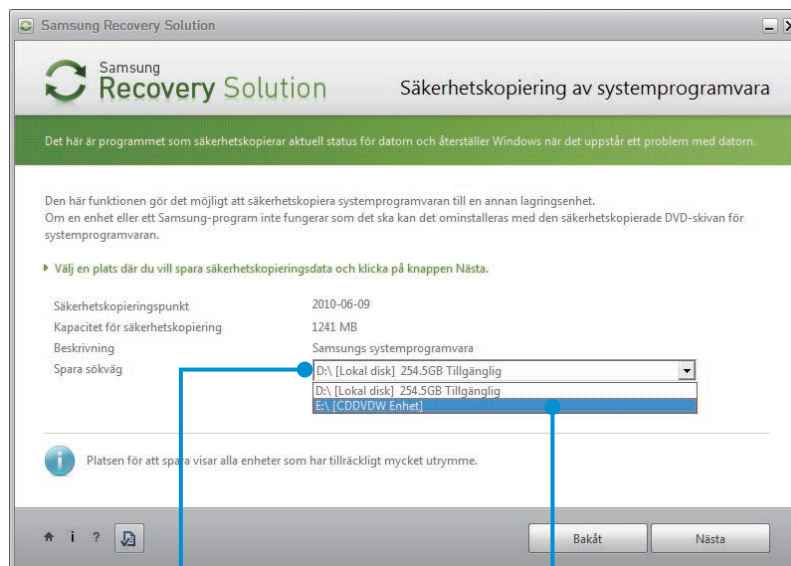 Samsung Recovery Solution
Samsung
Recovery Solution
Säkerhetskopiering av systemprogramvara
Det här är programmet som säkerhetskopierar aktuell status för datorn och återställer Windows när det uppstår ett problem med datorn.
Den här funktionen gör det möjligt att säkerhetskopiera systemprogramvaran till en annan lagringsenhet.
Om en enhet eller ett Samsung-program inte fungerar som det ska kan det ominstalleras med den säkerhetskopierade DVD-skivan för
systemprogramvaran.
Välj en plats där du vill spara säkerhetskopieringsdata och klicka på knappen Nästa.
Säkerhetskopieringspunkt 2010-06-09
Kapacitet för säkerhetskopiering 1241 MB
Beskrivning Samsungs systemprogramvara
Spara sökväg D:\ [Lokal disk] 254.5GB Tillgänglig
D:\ [Lokal disk] 254.5GB Tillgänglig
E:\ [CDDVDW Enhet]
Platsen för att spara visar alla enheter som har tillräckligt mycket utrymme.
i ? Bakåt Nästa